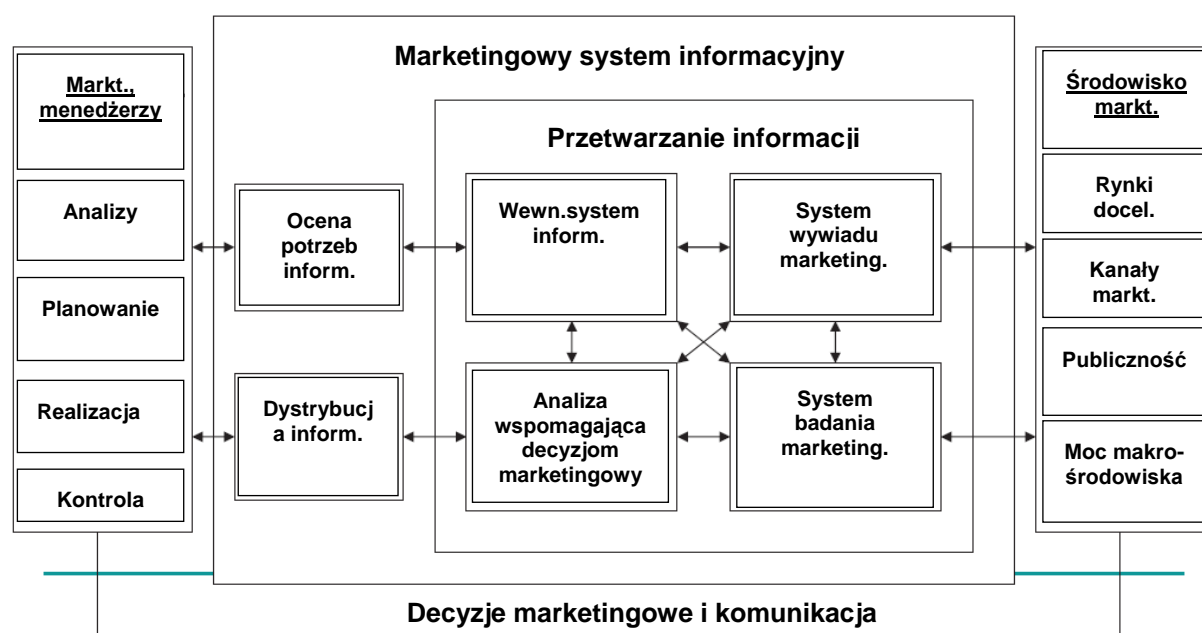 Marketingowy system informacyjny
Markt.,
menedżerzy
Analizy
Planowanie
Realizacja
Kontrola
Ocena
potrzeb
inform.
Dystrybucj
a inform.
Przetwarzanie informacji
Wewn.system
inform.
System
wywiadu
marketing.
Analiza
wspomagająca
decyzjom
marketingowy
System
badania
marketing.
Środowisko
markt.
Rynki
docel.
Kanały
markt.
Publiczność
Moc makro-
środowiska
Decyzje marketingowe i komunikacja